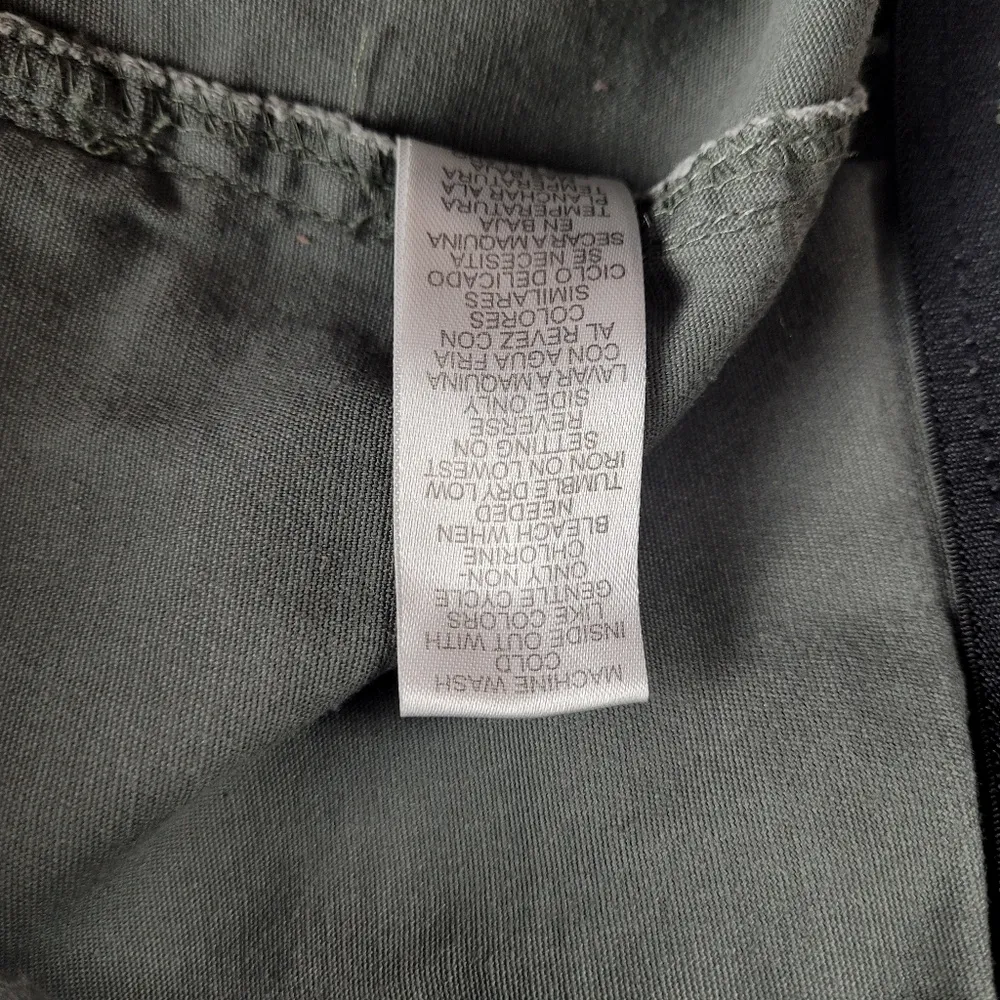 MACHINE WASH
COLD
INSIDE OUT WITH
LIKE COLORS
GENTLE CYCLE
ONLY NON-
CHLORINE
BLEACH WHEN
NEEDED
TUMBLE DRY LOW
IRON ON LOWEST
SETTING ON
REVERSE
SIDE ONLY
LAVAR A MAQUINA
CON AGUA FRIA
AL REVEZ CON
COLORES
SIMILARES
CICLO DELICADO
SE NECESITA
SECAR A MAQUINA
EN BAJA
TEMPERATURA
PLANCHAR ALA
TEMPERATURA